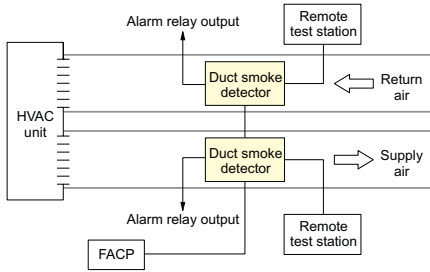 Alarm relay output
Remote
test station
Duct smoke
detector
Return
air
HVAC
unit
Duct smoke
detector
Supply
air
Alarm relay output
Remote
test station
FACP